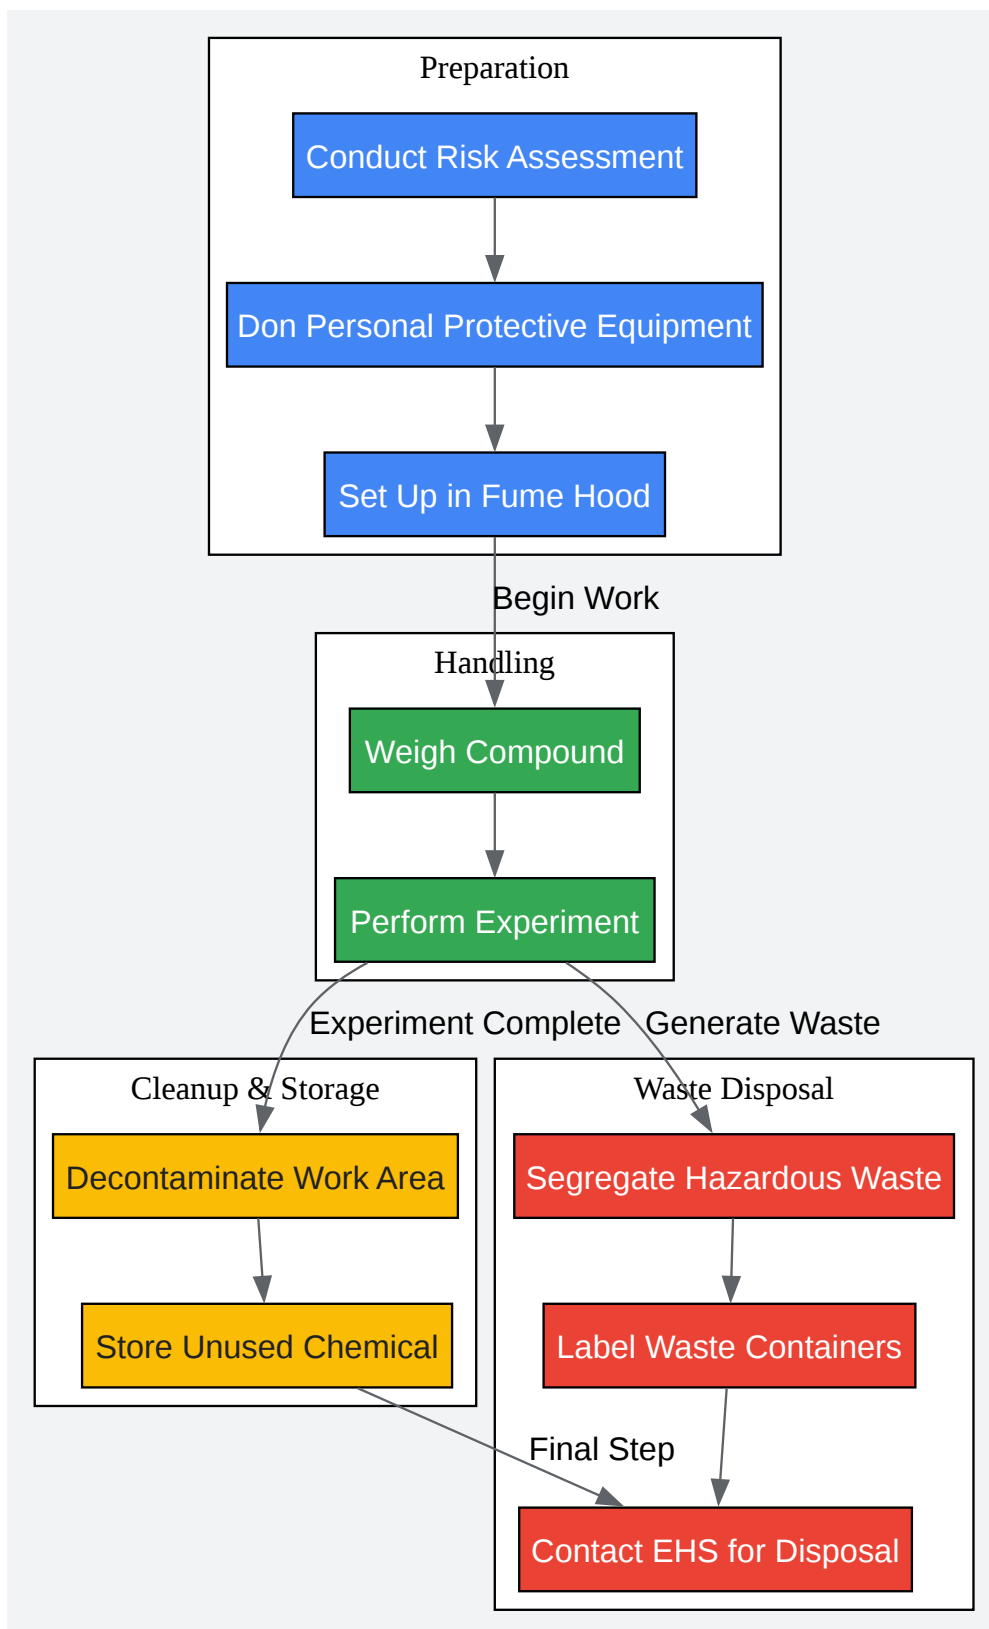 Preparation
Conduct Risk Assessment
Don Personal Protective Equipment
Set Up in Fume Hood
Begin Work
Handling
Weigh Compound
Perform Experiment
Experiment Complete
Generate Waste
Cleanup & Storage
Decontaminate Work Area
Store Unused Chemical
Waste Disposal
Segregate Hazardous Waste
Label Waste Containers
Final Step
Contact EHS for Disposal